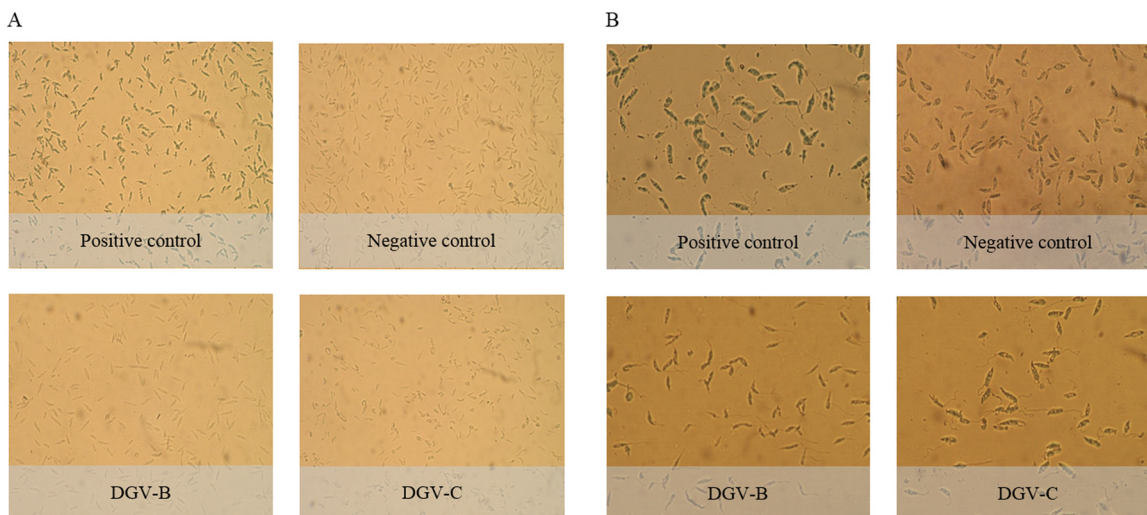 A
B
Positive control
Negative control
Positive control
Negative control
DGV-B
DGV-C
DGV-B
DGV-C